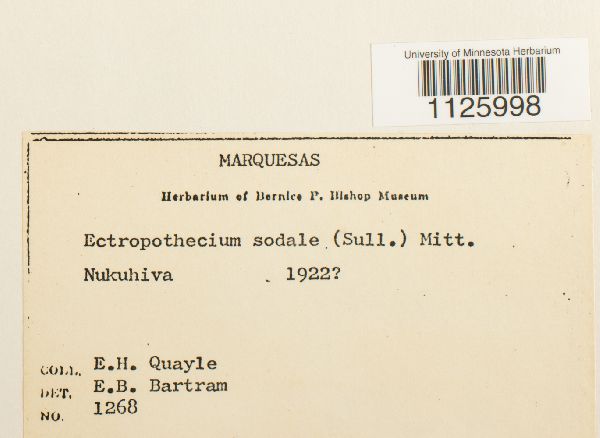 University of Minnesota Herbarium
1125998
MARQUESAS
Herbarium of Bernice P. Bishop Museum
Ectropothecium sodale (Sull.) Mitt.
Nukuhiva . 1922?
COLL. E.H. Quayle
DET. E.B. Bartram
NO. 1268